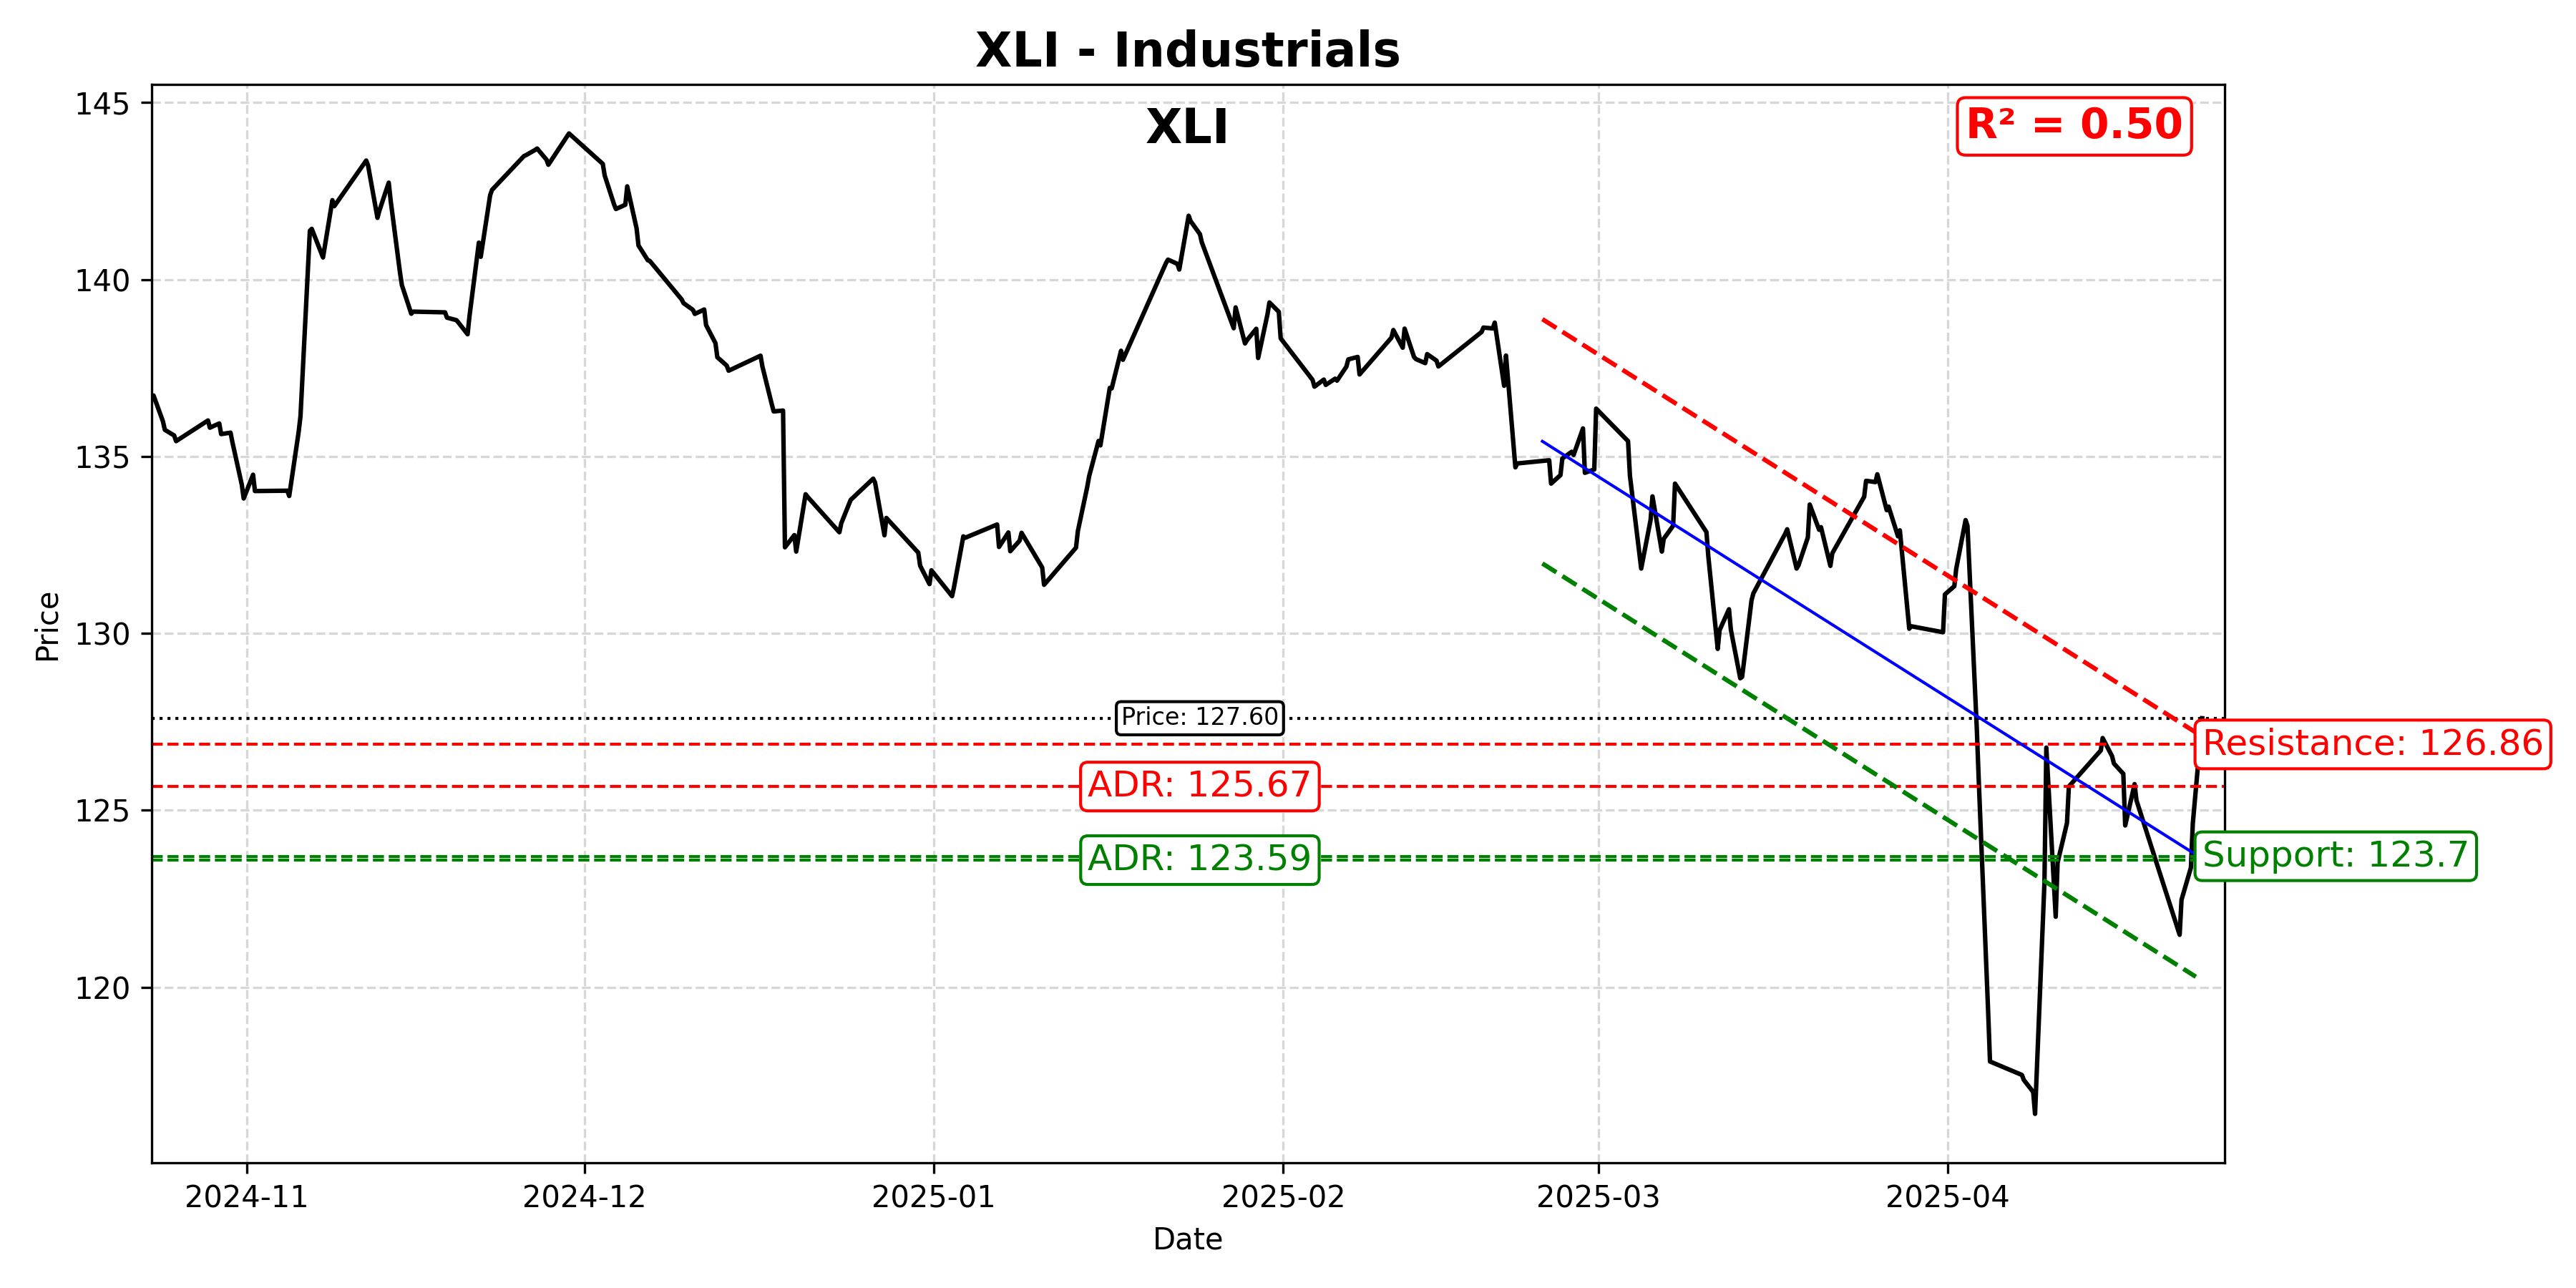 XLI - Industrials
XLI
R² = 0.50
145
140
135
130
125
120
Price
Price: 127.60
Resistance: 126.86
ADR: 125.67
ADR: 123.59
Support: 123.7
2024-11
2024-12
2025-01
2025-02
2025-03
2025-04
Date